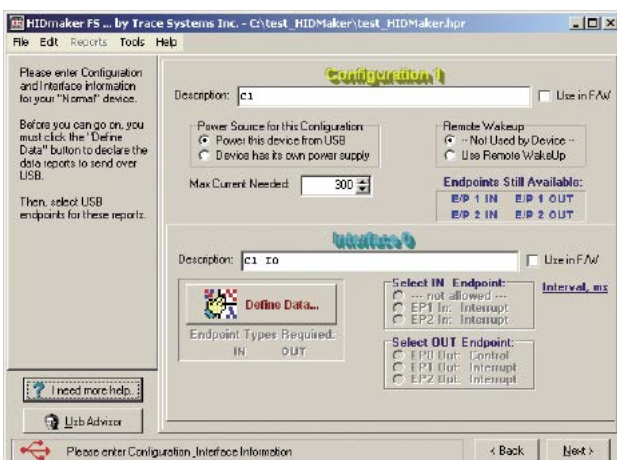 HIDmaker FS ... by Trace Systems Inc. - C:\test_HIDMaker\test_HIDMaker.hpr
File Edit Reports Tools Help
Please enter Configuration
and Interface information
for your "Normal" device.
Before you can go on, you
must click the "Define
Data" button to declare the
data reports to send over
USB.
Then, select USB
endpoints for these reports.
I need more help..
Usb Advisor
Configuration 1
Description: C1
Use in F/W
Power Source for this Configuration
Power this device from USB
Device has its own power supply
Remote Wakeup
-- Not Used by Device --
Use Remote WakeUp
Max Current Needed: 300
Endpoints Still Available:
E/P 1 IN E/P 1 OUT
E/P 2 IN E/P 2 OUT
Interface 0
Description: C1 I0
Use in F/W
Define Data...
Endpoint Types Required:
IN OUT
Select IN Endpoint:
--- not allowed ---
EP1 In: Interrupt
EP2 In: Interrupt
Interval, ms
Select OUT Endpoint:
EP0 Out: Control
EP1 Out: Interrupt
EP2 Out: Interrupt
Please enter Configuration_Interface Information
< Back
Next >